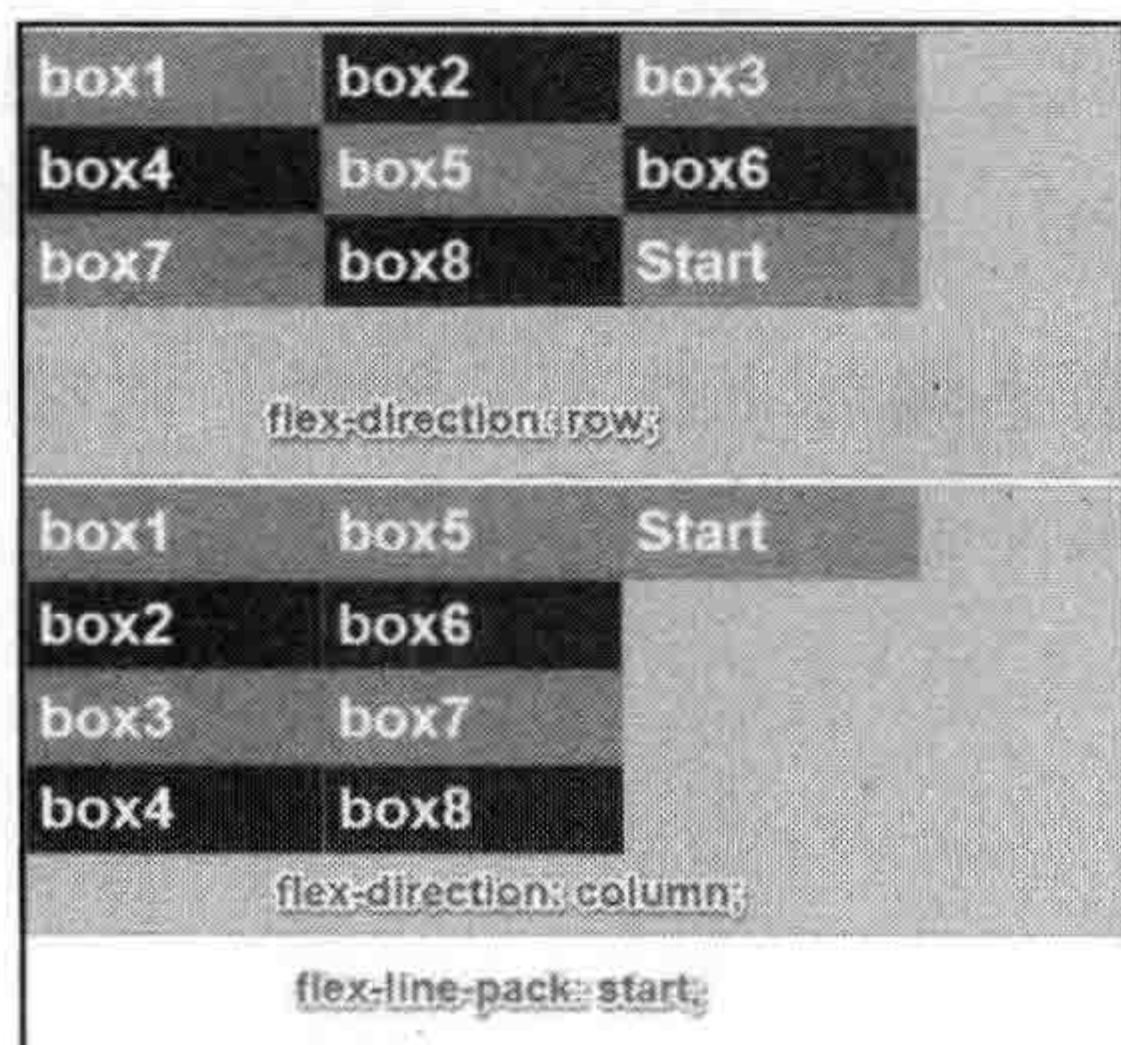 box1 box2 box3
box4 box5 box6
box7 box8 Start
flex-direction: row;
box1 box5 Start
box2 box6
box3 box7
box4 box8
flex-direction: column;
flex-line-pack: start;